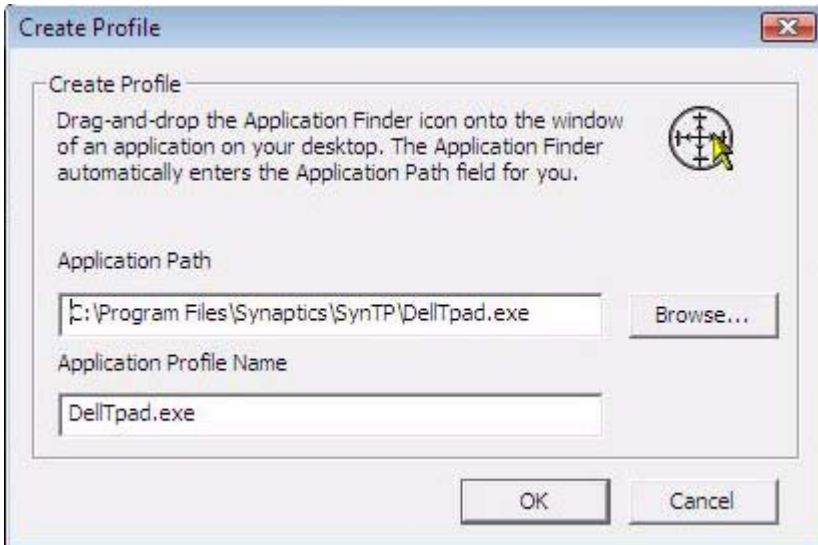 Create Profile
Create Profile
Drag-and-drop the Application Finder icon onto the window
of an application on your desktop. The Application Finder
automatically enters the Application Path field for you.
Application Path
C:\Program Files\Synaptics\SynTP\DellTpad.exe
Browse...
Application Profile Name
DellTpad.exe
OK
Cancel